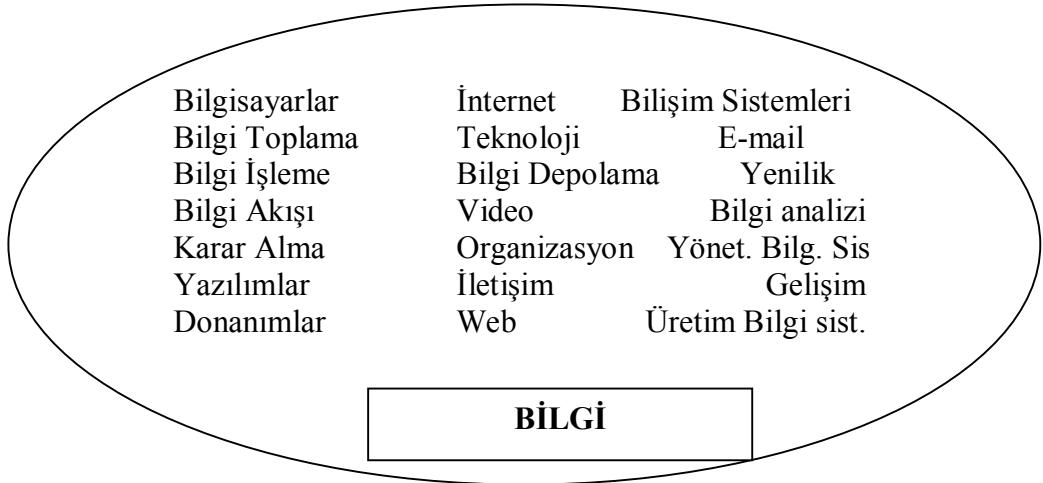 Bilgisayarlar İnternet Bilişim Sistemleri
Bilgi Toplama Teknoloji E-mail
Bilgi İşleme Bilgi Depolama Yenilik
Bilgi Akışı Video Bilgi analizi
Karar Alma Organizasyon Yönet. Bilg. Sis
Yazılımlar İletişim Gelişim
Donanımlar Web Üretim Bilgi sist.
BİLGİ